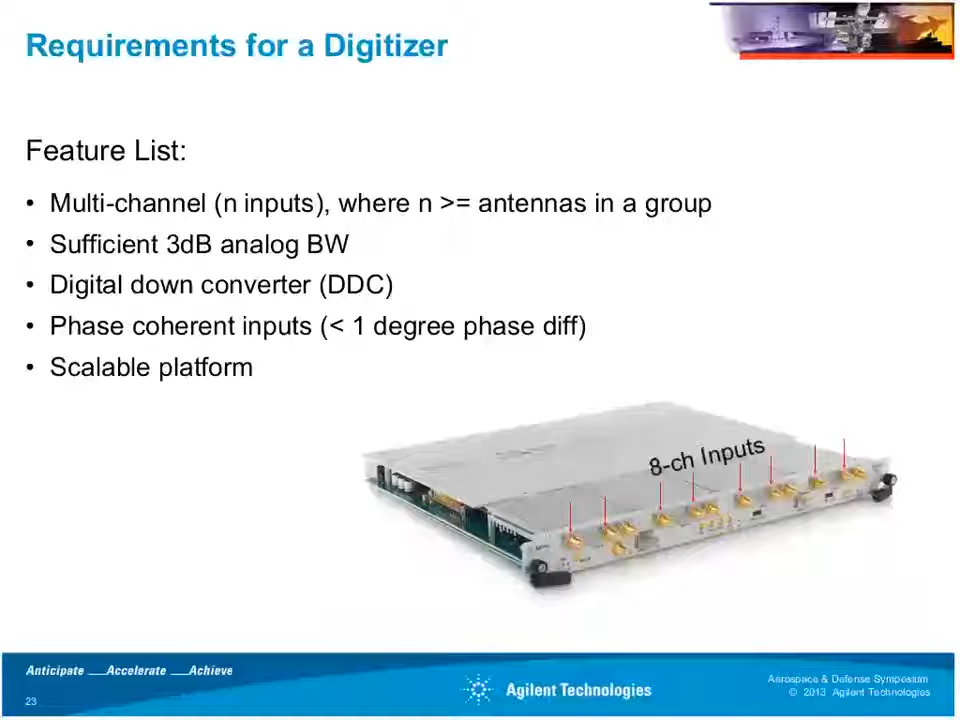 Requirements for a Digitizer
Feature List:
• Multi-channel (n inputs), where n >= antennas in a group
• Sufficient 3dB analog BW
• Digital down converter (DDC)
• Phase coherent inputs (< 1 degree phase diff)
• Scalable platform
8-ch Inputs
Anticipate ___Accelerate ___Achieve
23
Agilent Technologies
Aerospace & Defense Symposium
© 2013 Agilent Technologies